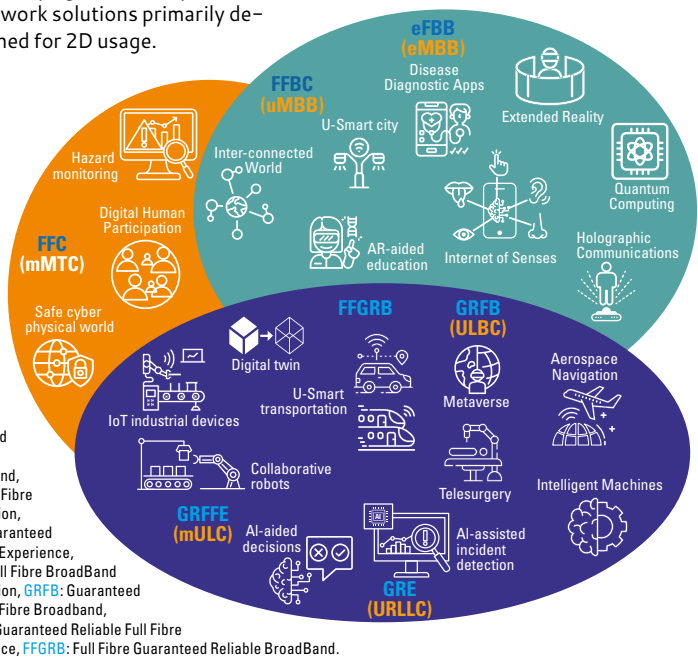 work solutions primarily de-
ned for 2D usage.
eFBB
(eMBB)
Disease
Diagnostic Apps
Extended Reality
FFBC
(uMBB)
U-Smart city
Inter-connected
World
Quantum
Computing
AR-aided
education
Internet of Senses
Holographic
Communications
Hazard
monitoring
Digital Human
Participation
FFC
(mMTC)
Safe cyber
physical world
FFGRB
GRFB
(ULBC)
Digital twin
U-Smart
transportation
Metaverse
Aerospace
Navigation
IoT industrial devices
Collaborative
robots
Telesurgery
Intelligent Machines
GRFFE
(mULC)
AI-aided
decisions
AI
AI-assisted
incident
detection
GRE
(URLLC)
d
nd,
Fibre
ion,
aranteed
Experience,
ll Fibre BroadBand
ion, GRFB: Guaranteed
Fibre Broadband,
Guaranteed Reliable Full Fibre
ce, FFGRB: Full Fibre Guaranteed Reliable BroadBand.